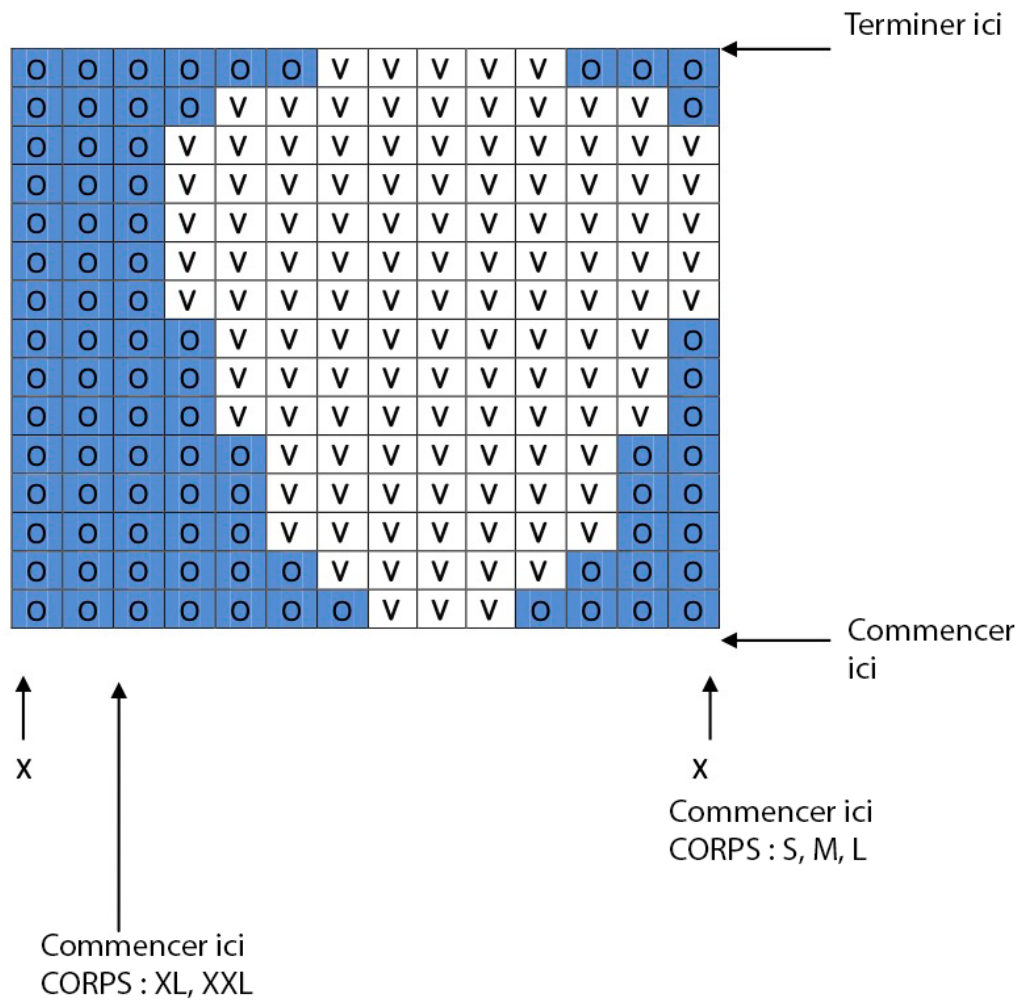 Terminer ici
O O O O O O V V V V V O O O
O O O O V V V V V V V V V O
O O O V V V V V V V V V V V
O O O V V V V V V V V V V V
O O O V V V V V V V V V V V
O O O V V V V V V V V V V V
O O O V V V V V V V V V V V
O O O O V V V V V V V V V O
O O O O V V V V V V V V V O
O O O O V V V V V V V V V O
O O O O O V V V V V V V O O
O O O O O V V V V V V V O O
O O O O O V V V V V V V O O
O O O O O O V V V V V O O O
O O O O O O O V V V O O O O
Commencer
ici
X X
Commencer ici
CORPS : S, M, L
Commencer ici
CORPS : XL, XXL